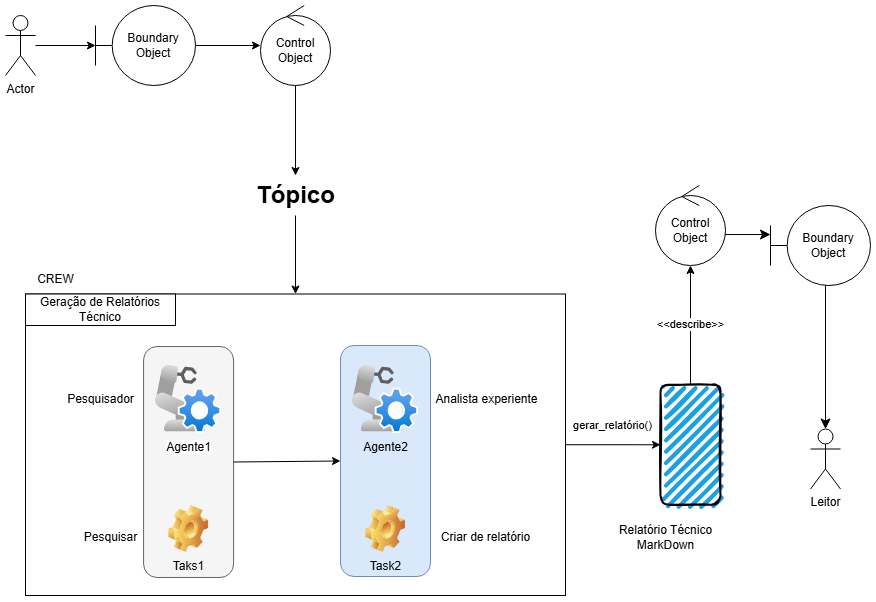 Actor
Boundary
Object
Control
Object
Tópico
CREW
Geração de Relatórios
Técnico
Pesquisador
Agente1
Pesquisar
Taks1
Agente2
Analista experiente
Task2
Criar de relatório
gerar_relatório()
Relatório Técnico
MarkDown
<<describe>>
Control
Object
Boundary
Object
Leitor